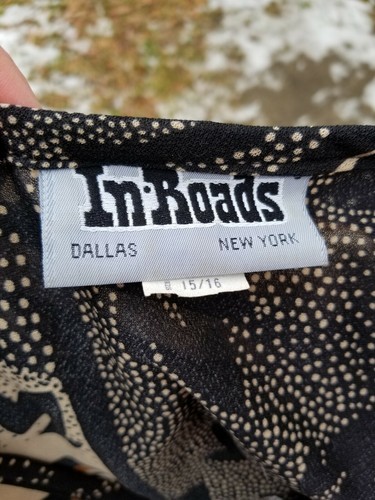 In·Roads
DALLAS NEW YORK
15/16